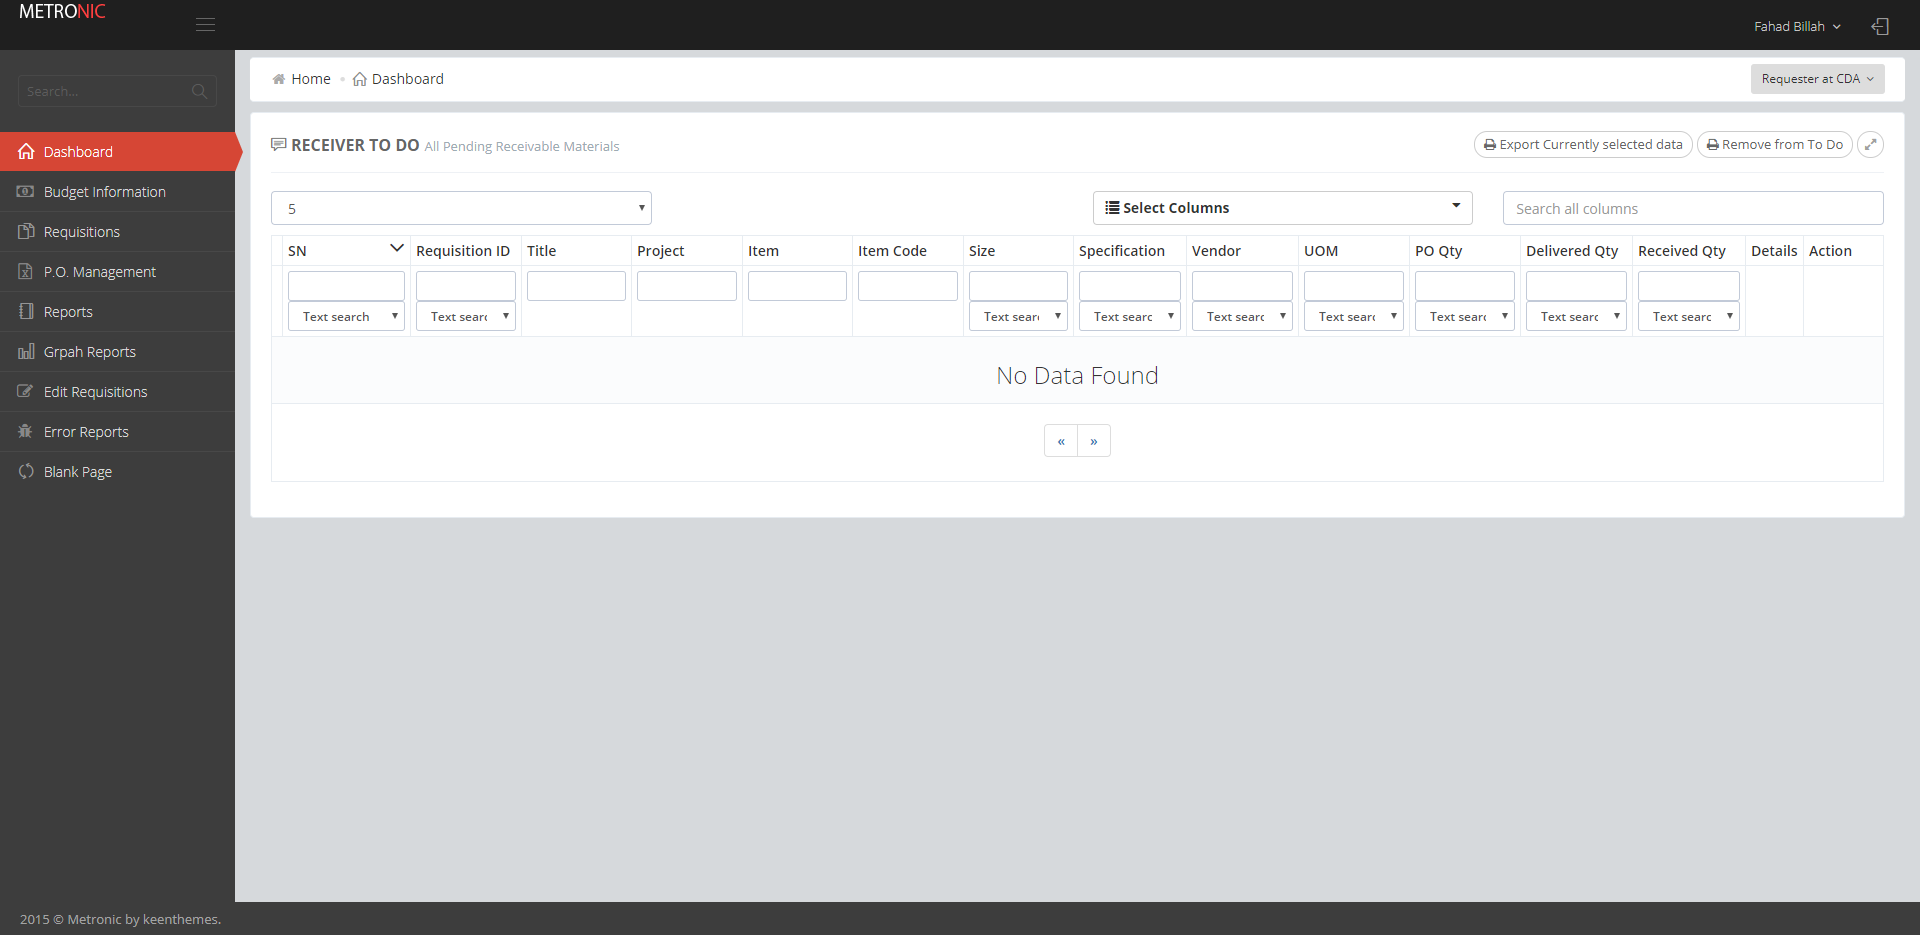 METRONIC
Fahad Billah
Search...
Dashboard
Budget Information
Requisitions
P.O. Management
Reports
Grpah Reports
Edit Requisitions
Error Reports
Blank Page
Home Dashboard
Requester at CDA
RECEIVER TO DO All Pending Receivable Materials
Export Currently selected data Remove from To Do
5 Select Columns Search all columns
SN Requisition ID Title Project Item Item Code Size Specification Vendor UOM PO Qty Delivered Qty Received Qty Details Action
Text search Text searc Text sear Text searc Text searc Text searc Text searc Text searc Text searc
No Data Found
« »
2015 © Metronic by keenthemes.